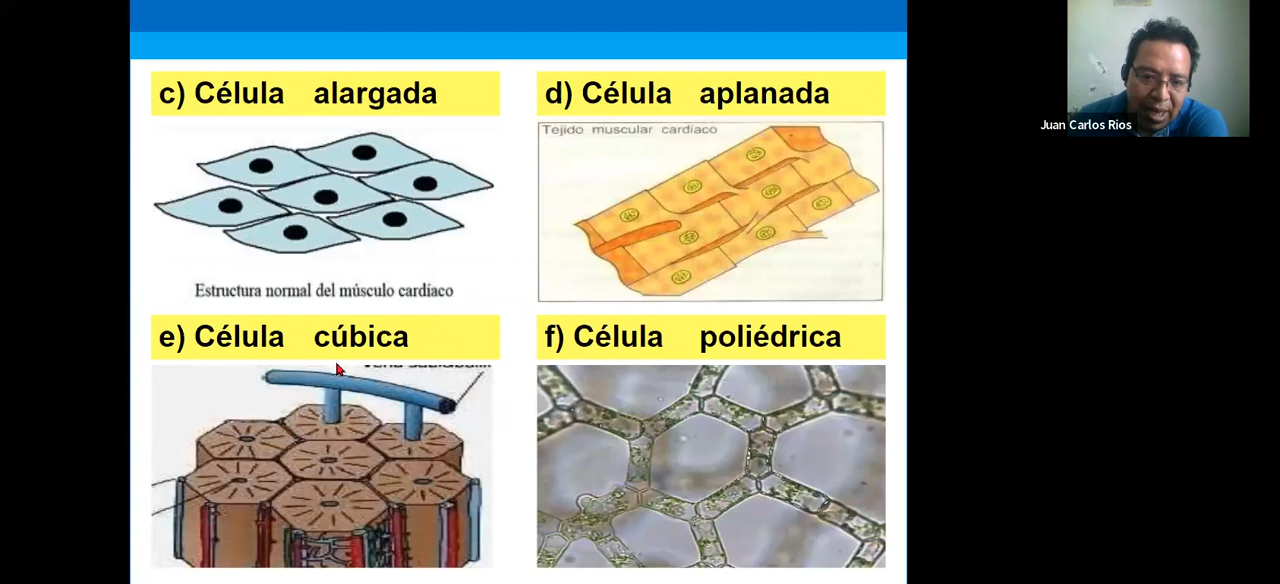 c) Célula alargada
d) Célula aplanada
Juan Carlos Rios
Tejido muscular cardíaco
Estructura normal del músculo cardíaco
e) Célula cúbica
f) Célula poliédrica